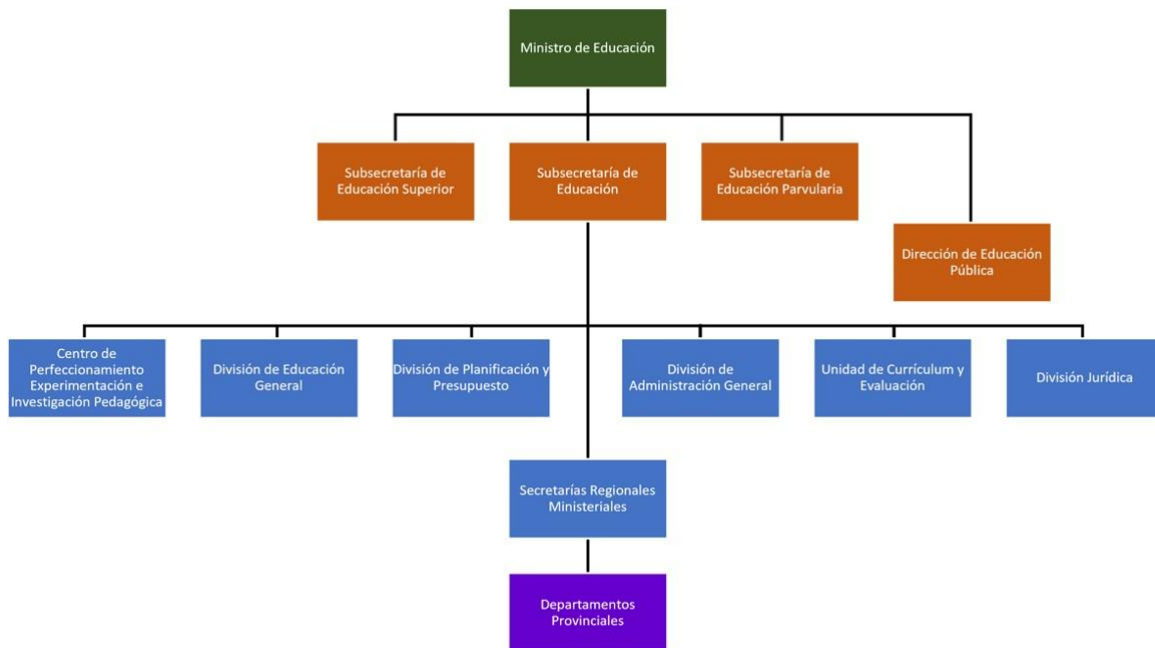 Ministro de Educación
Subsecretaría de
Educación Superior
Subsecretaría de
Educación
Subsecretaría de
Educación Parvularia
Dirección de Educación
Pública
Centro de
Perfeccionamiento
Experimentación e
Investigación Pedagógica
División de Educación
General
División de Planificación y
Presupuesto
División de
Administración General
Unidad de Currículum y
Evaluación
División Jurídica
Secretarías Regionales
Ministeriales
Departamentos
Provinciales